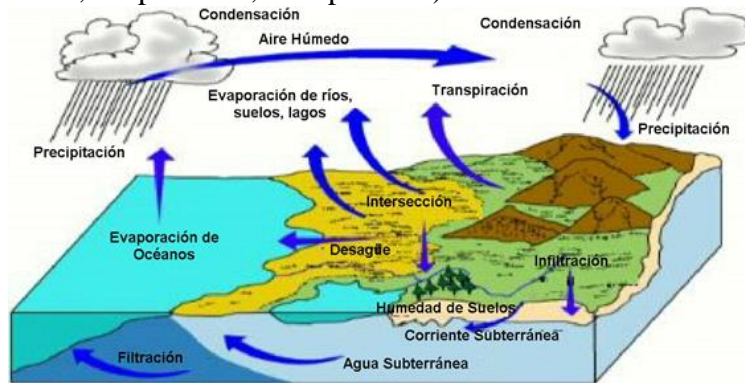 Condensación
Condensación
Aire Húmedo
Evaporación de ríos,
suelos, lagos
Transpiración
Precipitación
Precipitación
Intersección
Evaporación de
Océanos
Desagüe
Infiltración
Humedad de Suelos
Corriente Subterránea
Filtración
Agua Subterránea